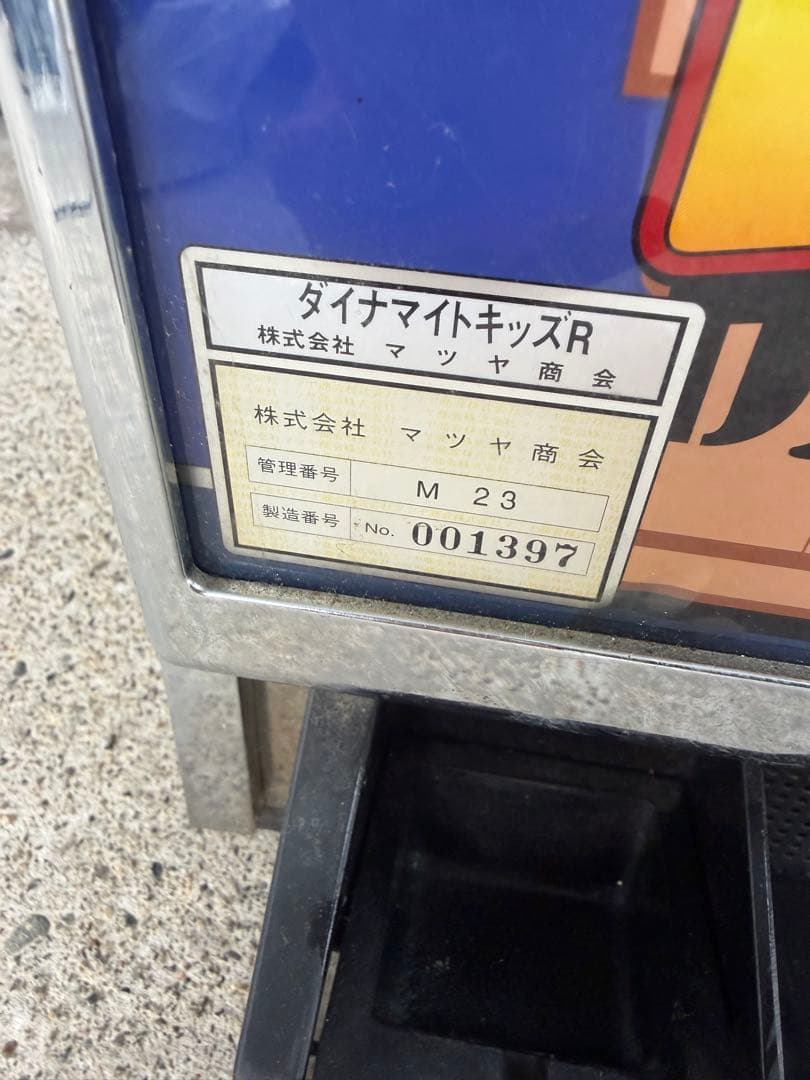 ダイナマイトキッズR
株式会社 マツヤ商会
株式会社 マツヤ商会
管理番号 M 23
製造番号 No. 001397